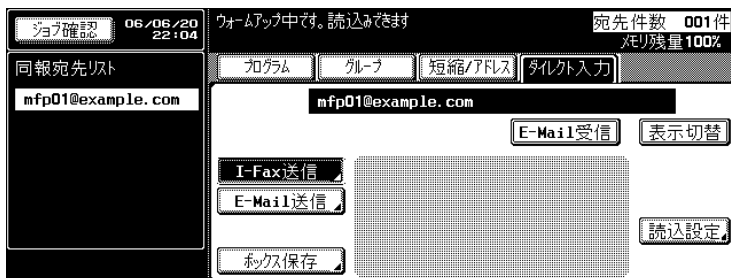 ジョブ確認 06/06/20 22:04
ウォームアップ中です。読込みできます
宛先件数 001件
メモリ残量100%
同報宛先リスト
プログラム グループ 短縮/アドレス ダイレクト入力
mfp01@example.com
mfp01@example.com
E-Mail受信 表示切替
I-Fax送信
E-Mail送信
読込設定
ボックス保存